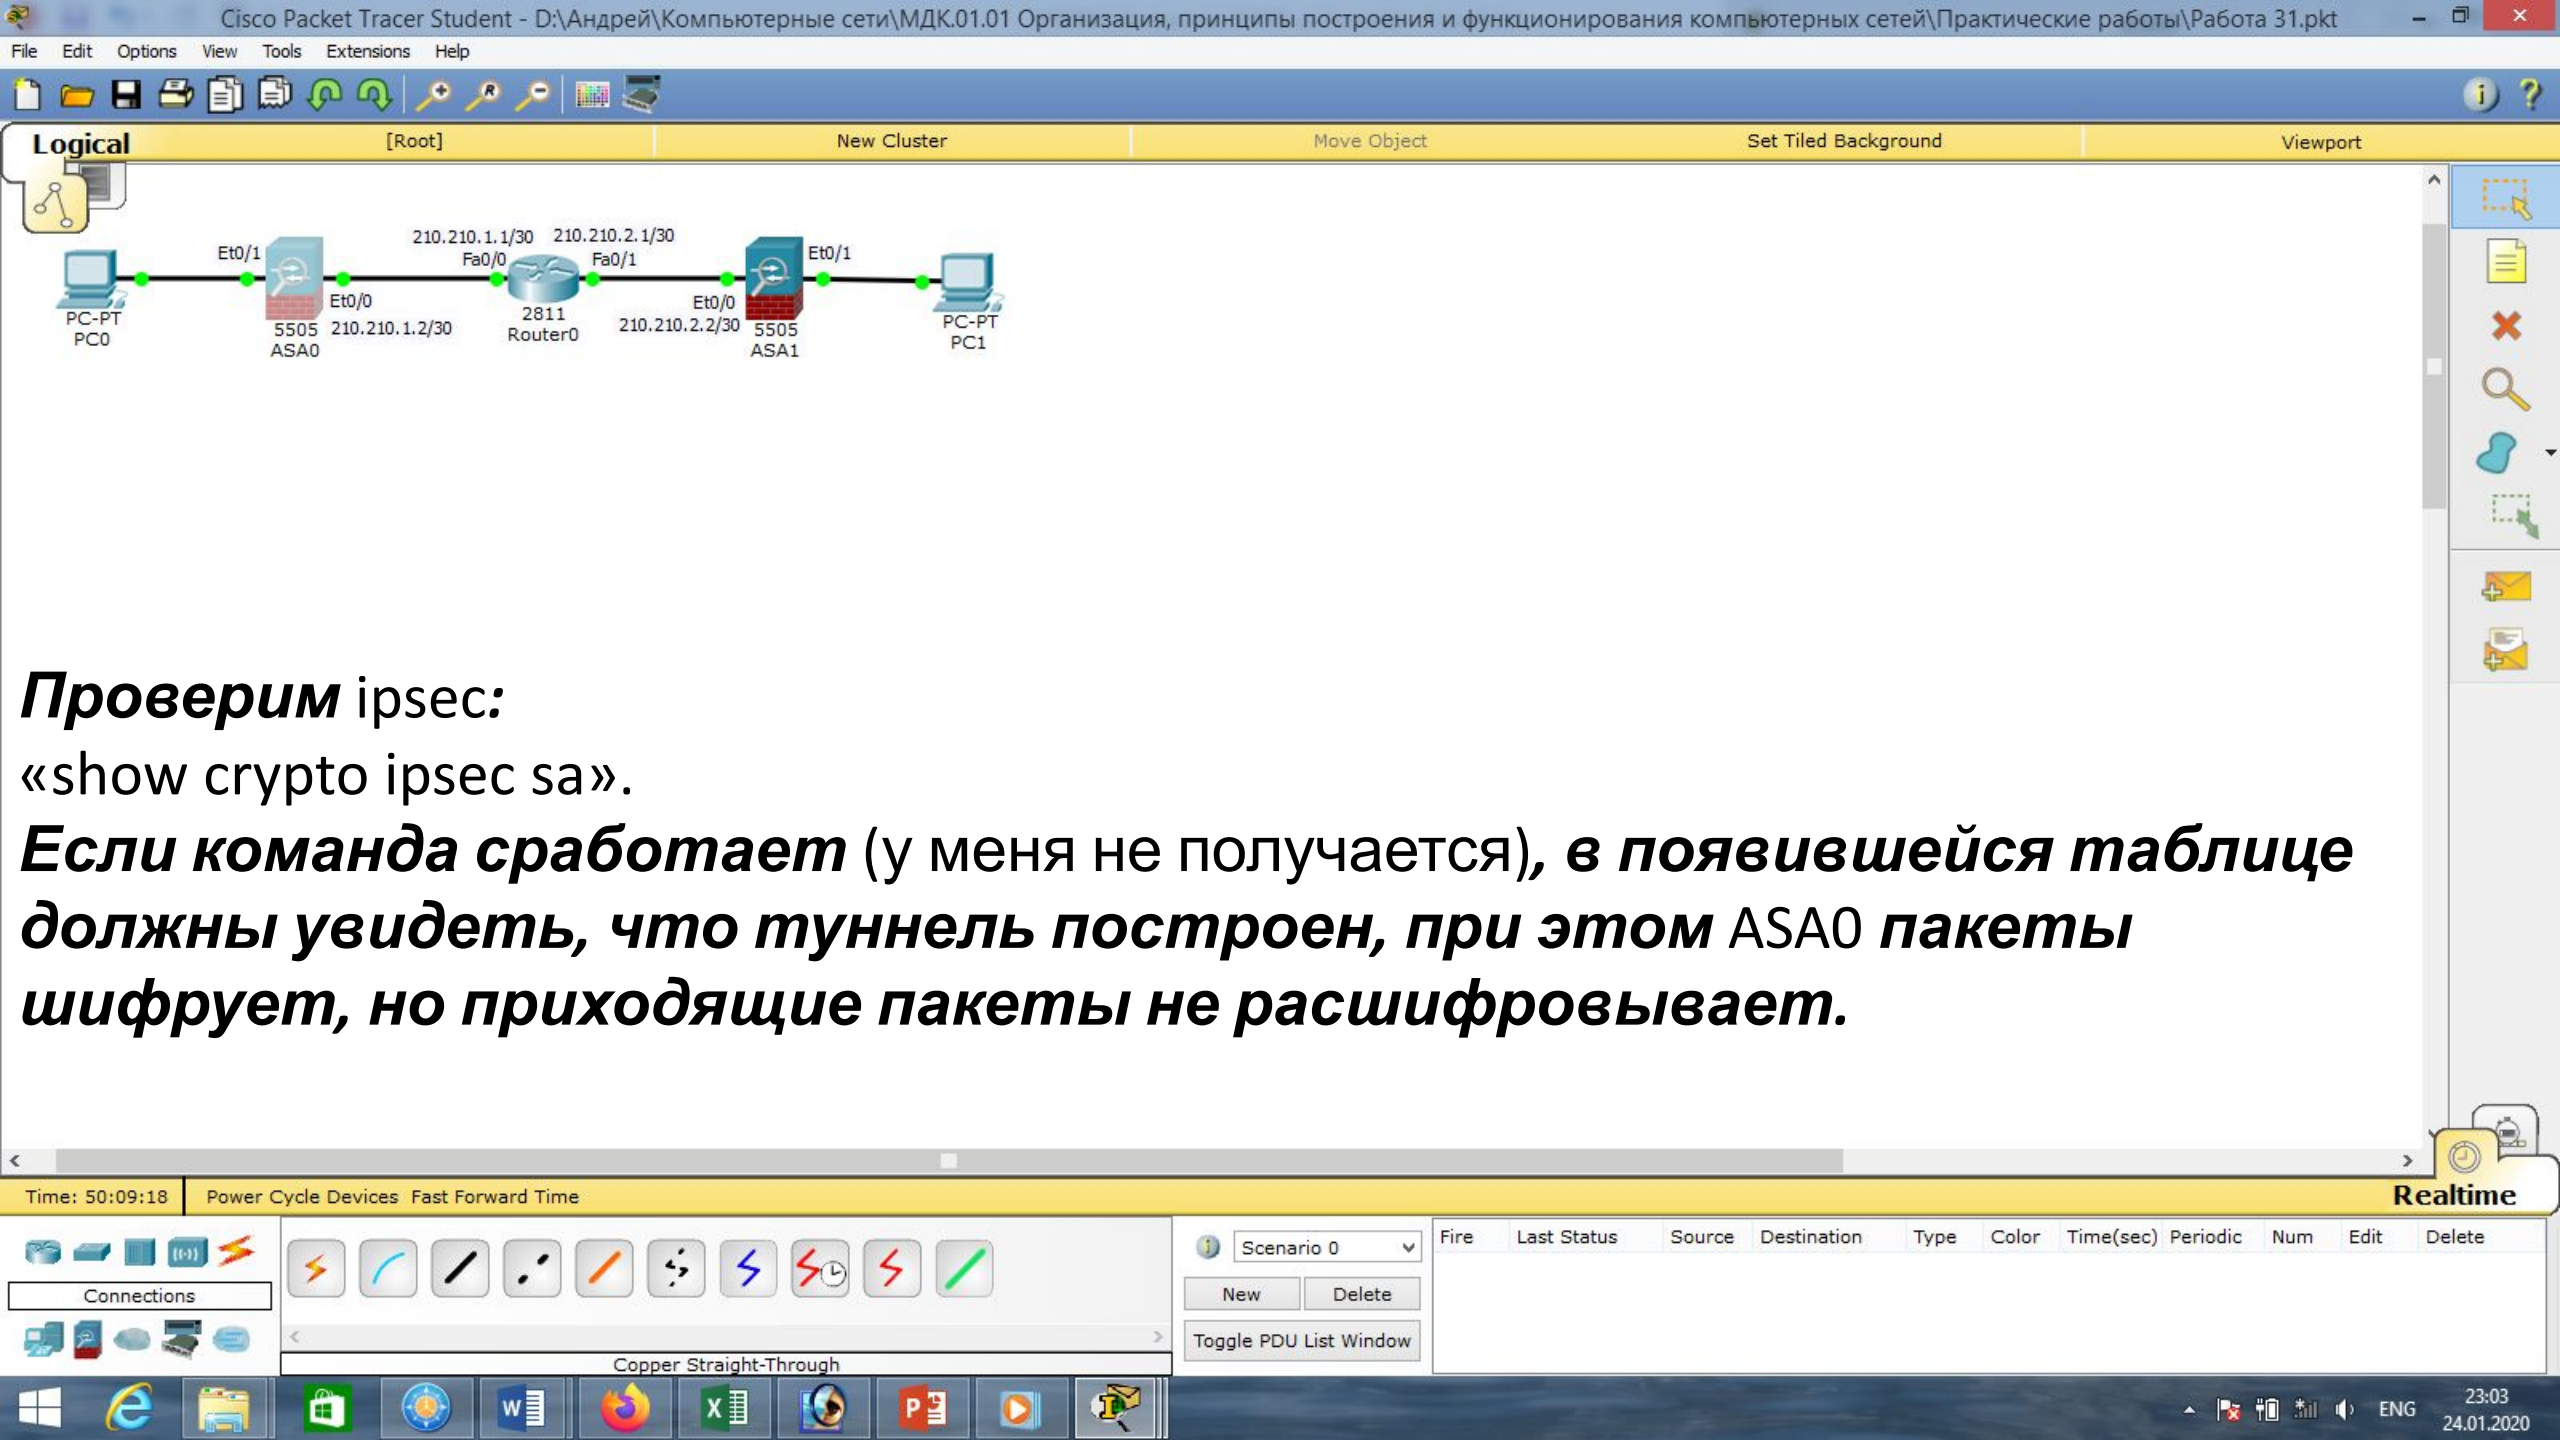 Cisco Packet Tracer Student - D:\Андрей\Компьютерные сети\МДК.01.01 Организация, принципы построения и функционирования компьютерных сетей\Практические работы\Работа 31.pkt
File Edit Options View Tools Extensions Help
Logical [Root] New Cluster Move Object Set Tiled Background Viewport
210.210.1.1/30 210.210.2.1/30
Et0/1 Fa0/0 Fa0/1 Et0/1
Et0/0 Et0/0
PC-PT 5505 210.210.1.2/30 2811 210.210.2.2/30 5505 PC-PT
PC0 ASA0 Router0 ASA1 PC1
Проверим ipsec:
«show crypto ipsec sa».
Если команда сработает (у меня не получается), в появившейся таблице
должны увидеть, что туннель построен, при этом ASA0 пакеты
шифрует, но приходящие пакеты не расшифровывает.
Time: 50:09:18 Power Cycle Devices Fast Forward Time Realtime
Scenario 0 Fire Last Status Source Destination Type Color Time(sec) Periodic Num Edit Delete
Connections New Delete
Toggle PDU List Window
Copper Straight-Through
ENG 23:03
24.01.2020